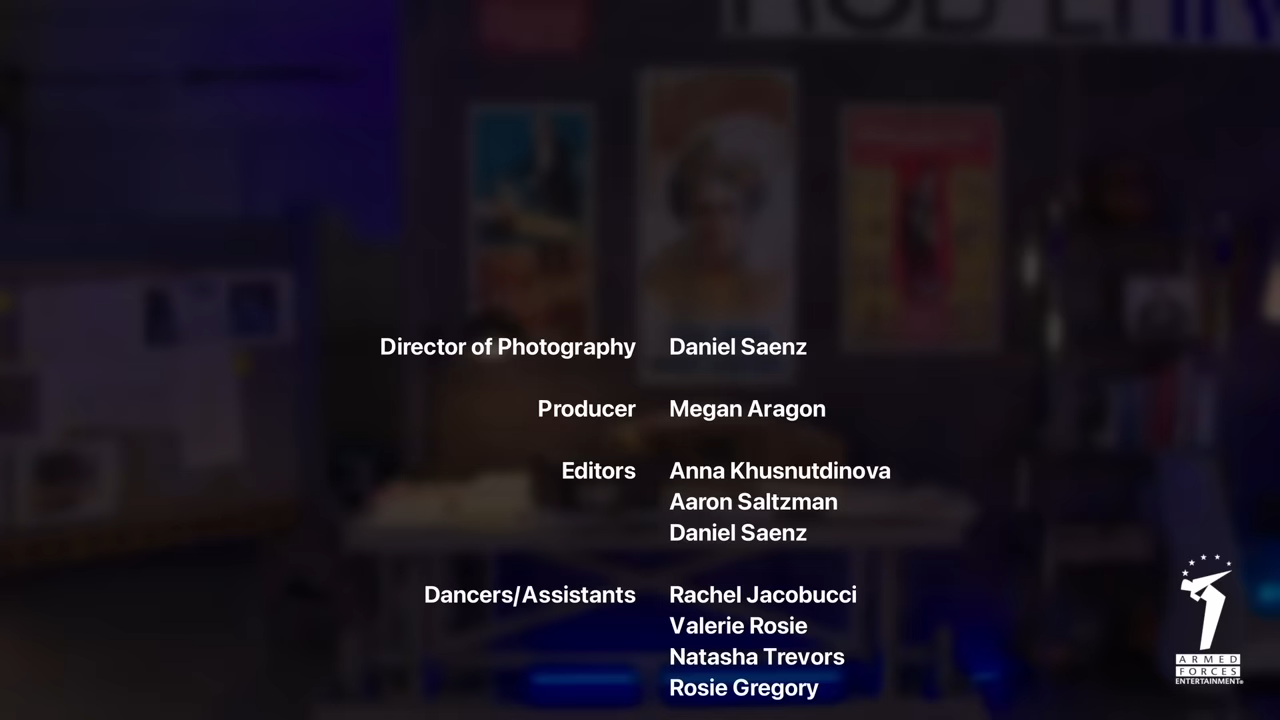 Director of Photography Daniel Saenz
Producer Megan Aragon
Editors Anna Khusnutdinova
Aaron Saltzman
Daniel Saenz
Dancers/Assistants Rachel Jacobucci
Valerie Rosie
Natasha Trevors
Rosie Gregory
ARMED
FORCES
ENTERTAINMENT®